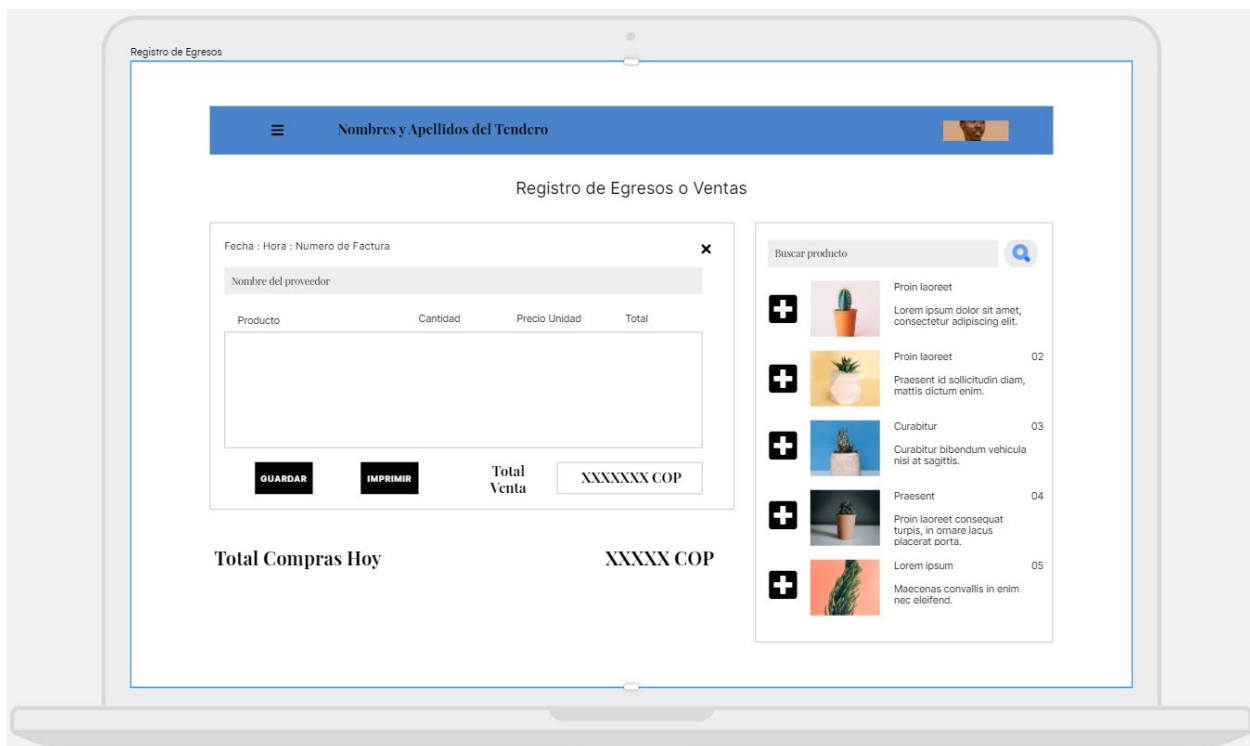 Registro de Egresos
Nombres y Apellidos del Tendero
Registro de Egresos o Ventas
Fecha : Hora : Numero de Factura
Nombre del proveedor
Producto Cantidad Precio Unidad Total
GUARDAR IMPRIMIR
Total
Venta
XXXXXXX COP
Total Compras Hoy XXXXX COP
Buscar producto
Proin laoreet
Lorem ipsum dolor sit amet,
consectetur adipiscing elit.
Proin laoreet 02
Praesent id sollicitudin diam,
mattis dictum enim.
Curabitur 03
Curabitur bibendum vehicula
nisi at sagittis.
Praesent 04
Proin laoreet consequat
turpis, in ornare lacus
placerat porta.
Lorem ipsum 05
Maecenas convallis in enim
nec eleifend.